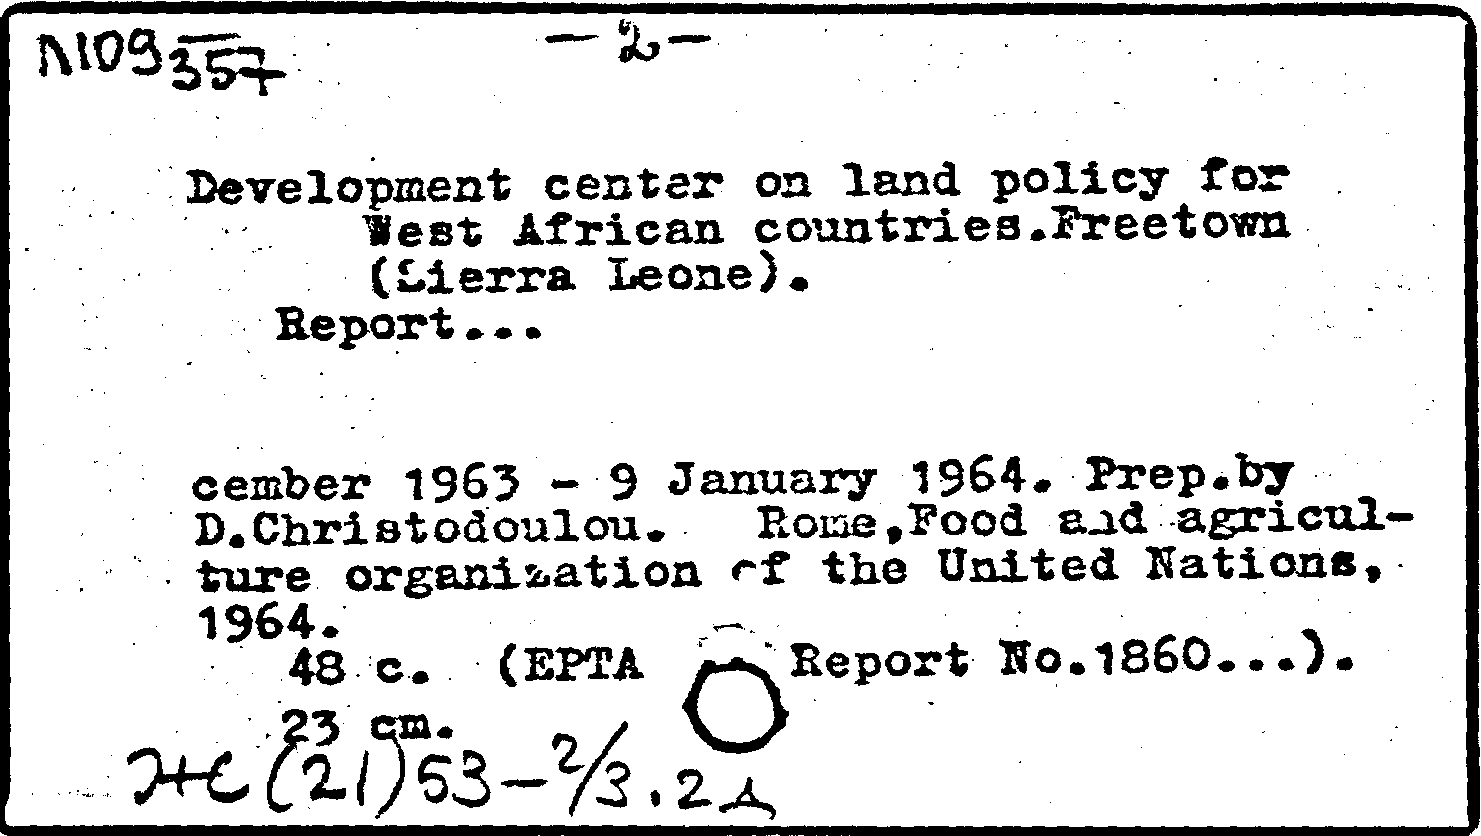 Л109 357
- 2 -
Development center on land policy for
West African countries.Freetown
(Sierra Leone).
Report...
cember 1963 - 9 January 1964. Prep.by
D.Christodoulou. Rome,Food and agricul-
ture organization of the United Nations,
1964.
48 c. (EPTA Report No.1860...).
23 cm.
(21)53-2/3.2